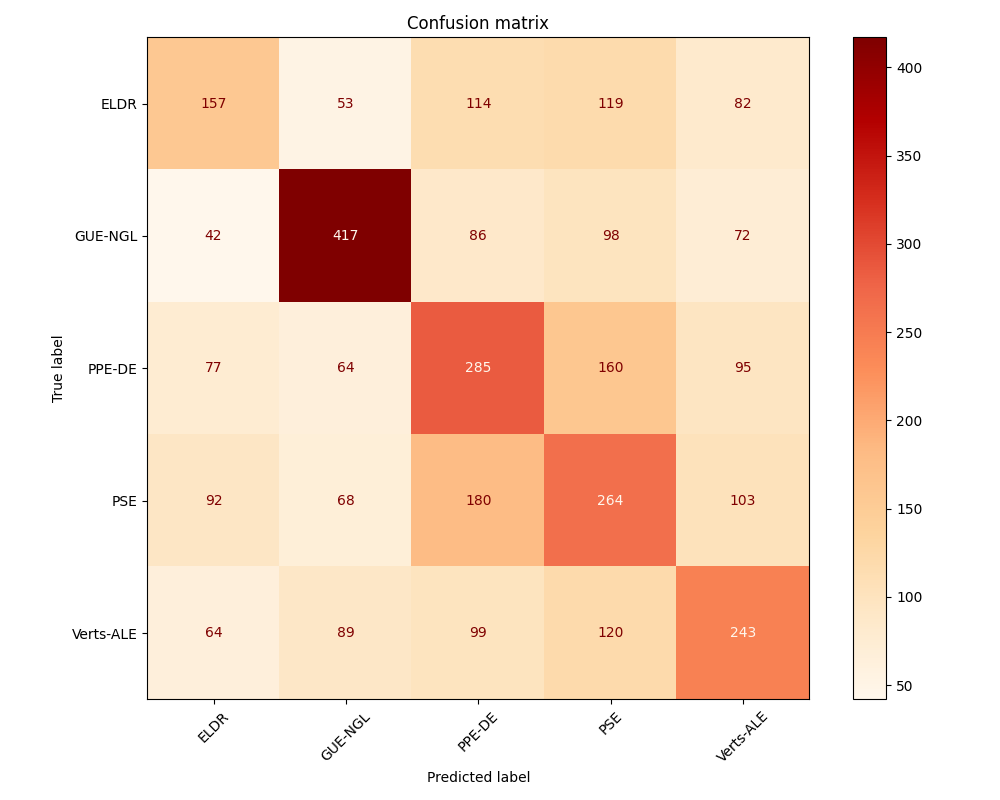 Confusion matrix
ELDR 157 53 114 119 82
GUE-NGL 42 417 86 98 72
PPE-DE 77 64 285 160 95
PSE 92 68 180 264 103
Verts-ALE 64 89 99 120 243
True label
ELDR GUE-NGL PPE-DE PSE Verts-ALE
Predicted label
400
350
300
250
200
150
100
50